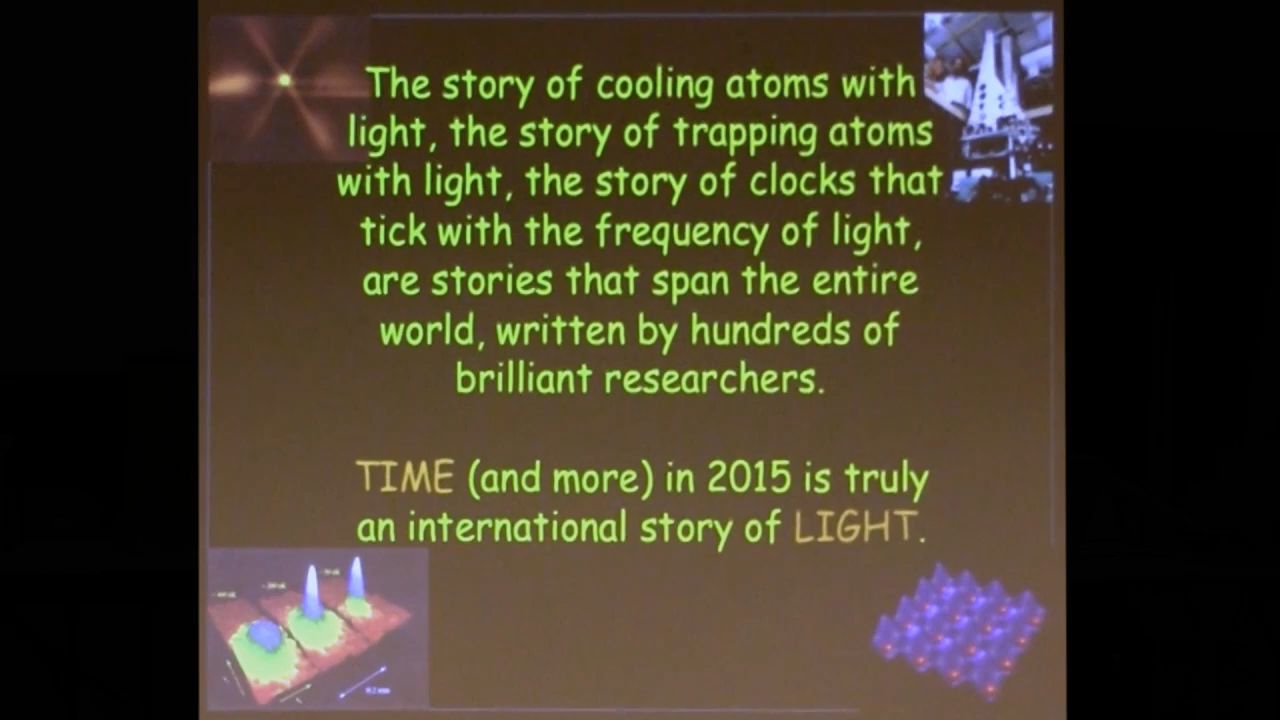 The story of cooling atoms with
light, the story of trapping atoms
with light, the story of clocks that
tick with the frequency of light,
are stories that span the entire
world, written by hundreds of
brilliant researchers.
TIME (and more) in 2015 is truly
an international story of LIGHT.